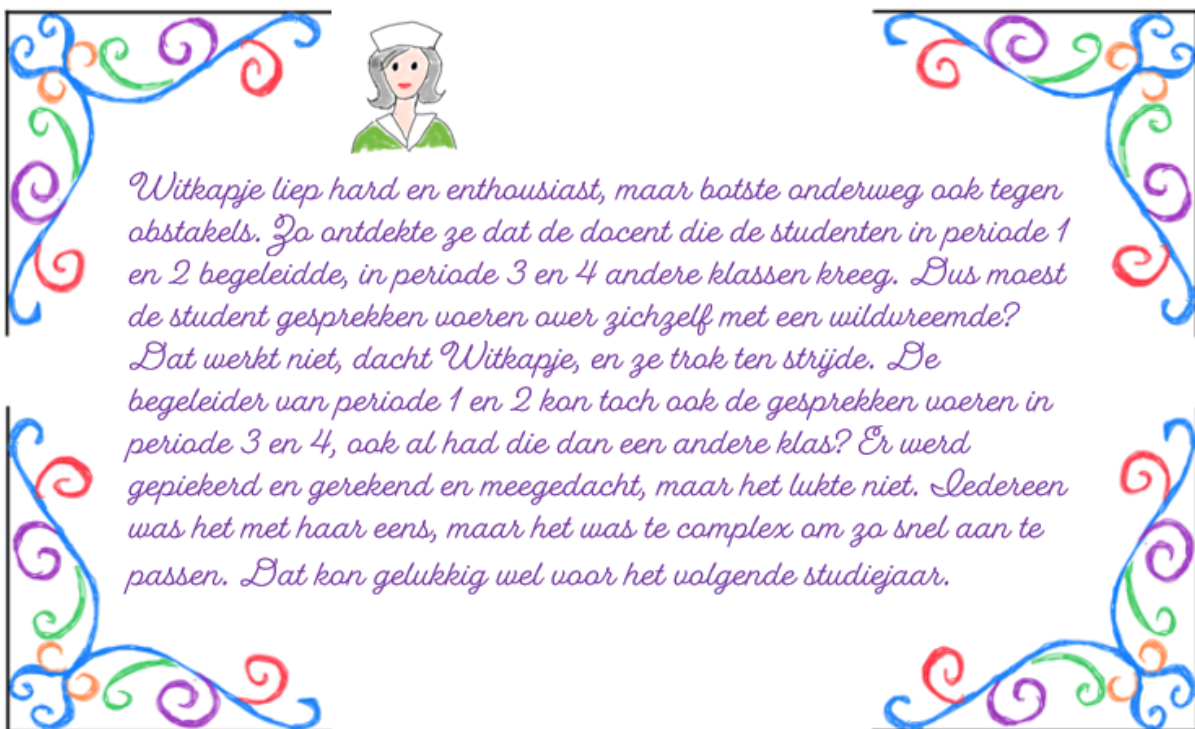 Witkapje liep hard en enthousiast, maar botste onderweg ook tegen
obstakels. Zo ontdekte ze dat de docent die de studenten in periode 1
en 2 begeleidde, in periode 3 en 4 andere klassen kreeg. Dus moest
de student gesprekken voeren over zichzelf met een wildvreemde?
Dat werkt niet, dacht Witkapje, en ze trok ten strijde. De
begeleider van periode 1 en 2 kon toch ook de gesprekken voeren in
periode 3 en 4, ook al had die dan een andere klas? Er werd
gepiekerd en gerekend en meegedacht, maar het lukte niet. Iedereen
was het met haar eens, maar het was te complex om zo snel aan te
passen. Dat kon gelukkig wel voor het volgende studiejaar.